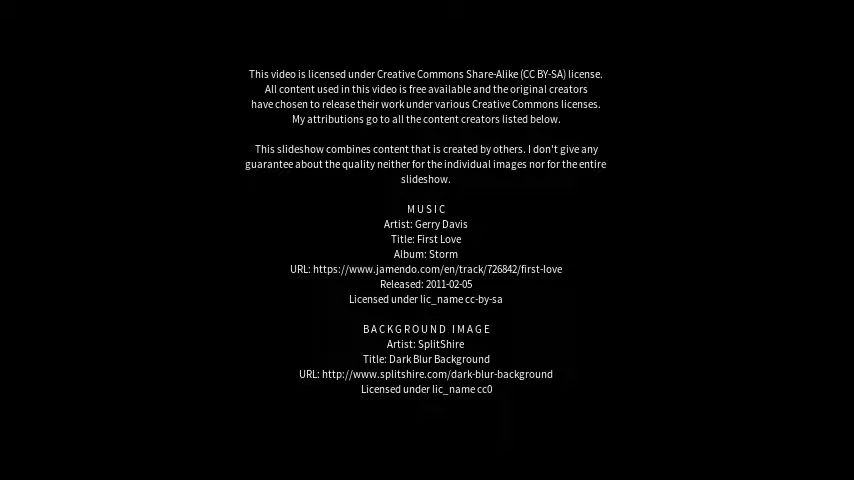 This video is licensed under Creative Commons Share-Alike (CC BY-SA) license.
All content used in this video is free available and the original creators
have chosen to release their work under various Creative Commons licenses.
My attributions go to all the content creators listed below.
This slideshow combines content that is created by others. I don't give any
guarantee about the quality neither for the individual images nor for the entire
slideshow.
MUSIC
Artist: Gerry Davis
Title: First Love
Album: Storm
URL: https://www.jamendo.com/en/track/726842/first-love
Released: 2011-02-05
Licensed under lic_name cc-by-sa
BACKGROUND IMAGE
Artist: SplitShire
Title: Dark Blur Background
URL: http://www.splitshire.com/dark-blur-background
Licensed under lic_name cc0